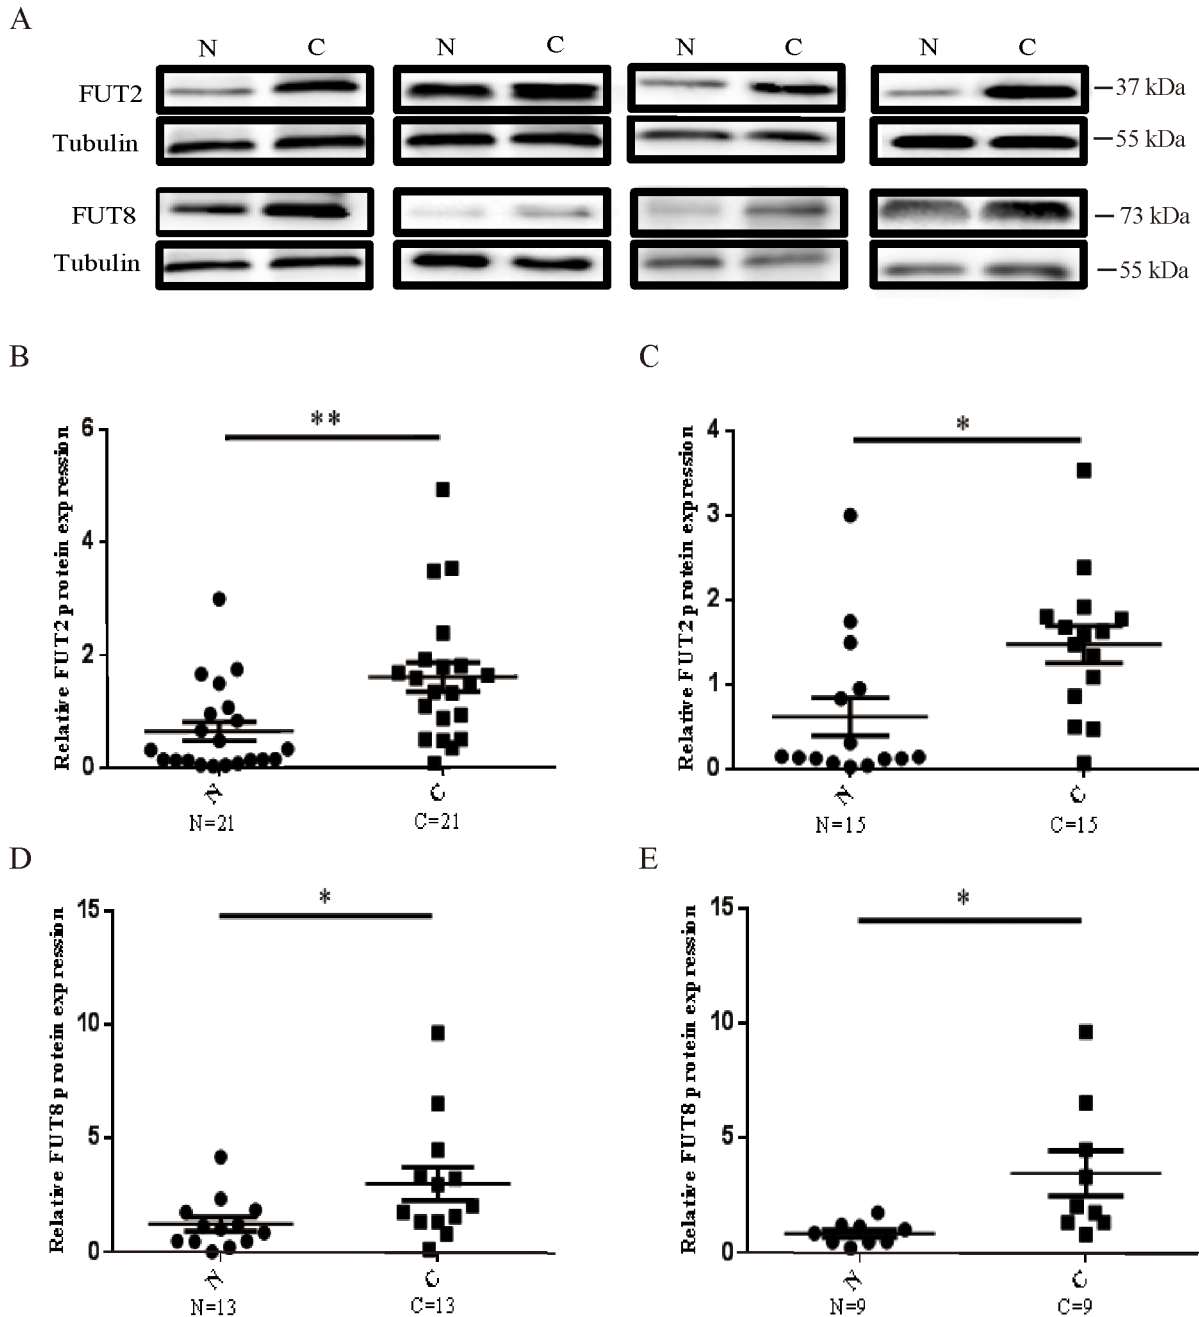 A
N C N C N C N C
FUT2 37 kDa
Tubulin 55 kDa
FUT8 73 kDa
Tubulin 55 kDa
B
**
Relative FUT2 protein expression
6
4
2
0
N C
N=21 C=21
C
*
Relative FUT2 protein expression
4
3
2
1
0
N C
N=15 C=15
D
*
Relative FUT8 protein expression
15
10
5
0
N C
N=13 C=13
E
*
Relative FUT8 protein expression
15
10
5
0
N C
N=9 C=9